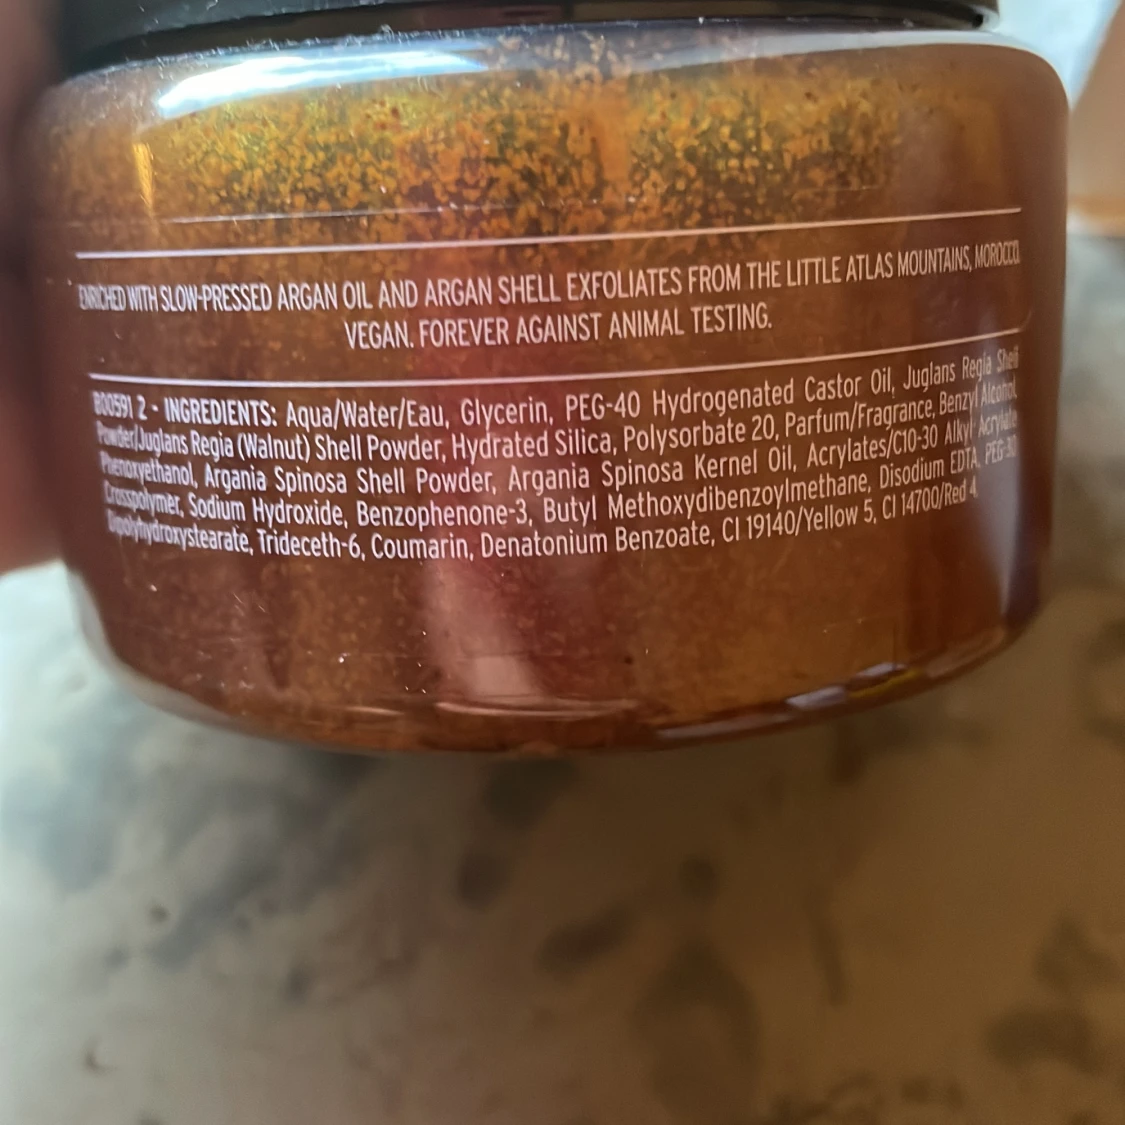 ENRICHED WITH SLOW-PRESSED ARGAN OIL AND ARGAN SHELL EXFOLIATES FROM THE LITTLE ATLAS MOUNTAINS, MOROCCO.
VEGAN. FOREVER AGAINST ANIMAL TESTING.
B00591 2 - INGREDIENTS: Aqua/Water/Eau, Glycerin, PEG-40 Hydrogenated Castor Oil, Juglans Regia Shell
Powder/Juglans Regia (Walnut) Shell Powder, Hydrated Silica, Polysorbate 20, Parfum/Fragrance, Benzyl Alcohol,
Phenoxyethanol, Argania Spinosa Shell Powder, Argania Spinosa Kernel Oil, Acrylates/C10-30 Alkyl Acrylate
Crosspolymer, Sodium Hydroxide, Benzophenone-3, Butyl Methoxydibenzoylmethane, Disodium EDTA, PEG-30
Dipolyhydroxystearate, Trideceth-6, Coumarin, Denatonium Benzoate, CI 19140/Yellow 5, CI 14700/Red 4